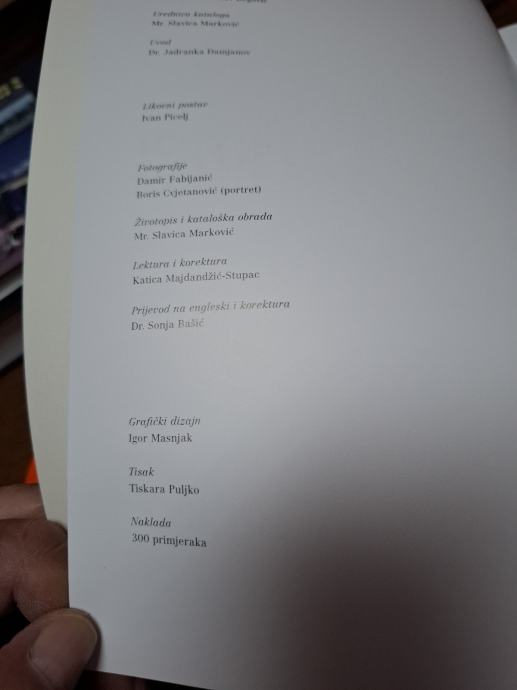 Urednica kataloga
Mr. Slavica Marković
Uvod
Dr. Jadranka Damjanov
Likovni postav
Ivan Picelj
Fotografije
Damir Fabijanić
Boris Cvjetanović (portret)
Životopis i kataloška obrada
Mr. Slavica Marković
Lektura i korektura
Katica Majdandžić-Stupac
Prijevod na engleski i korektura
Dr. Sonja Bašić
Grafički dizajn
Igor Masnjak
Tisak
Tiskara Puljko
Naklada
300 primjeraka